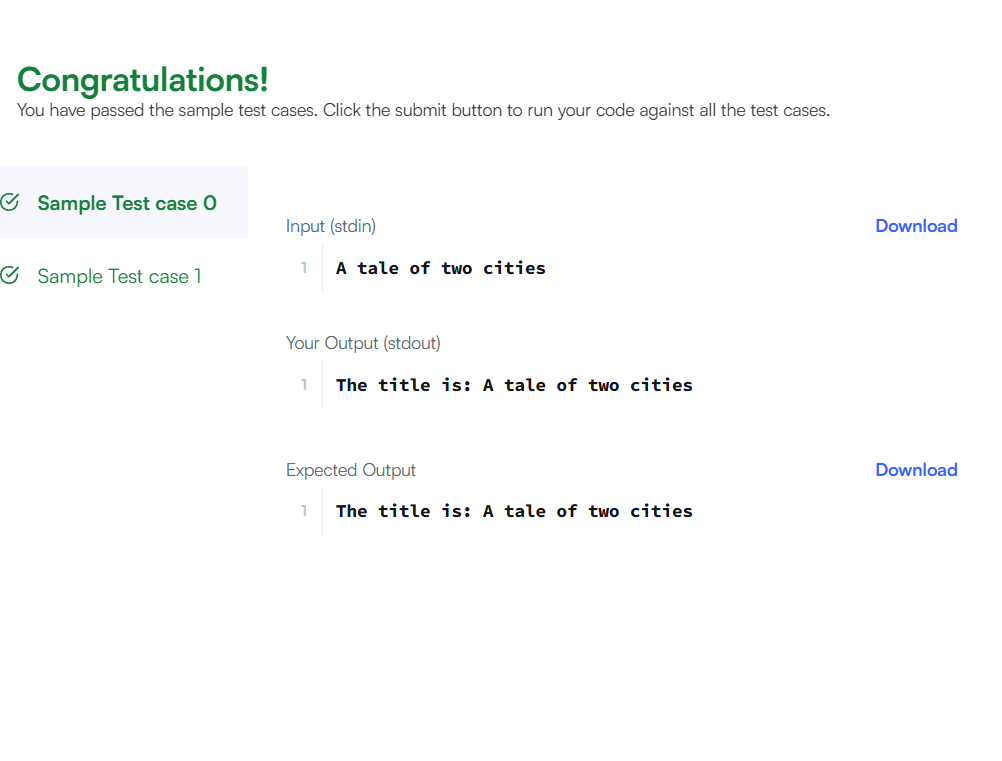 Congratulations!
You have passed the sample test cases. Click the submit button to run your code against all the test cases.
Sample Test case 0
Sample Test case 1
Input (stdin)
Download
1 A tale of two cities
Your Output (stdout)
1 The title is: A tale of two cities
Expected Output
Download
1 The title is: A tale of two cities